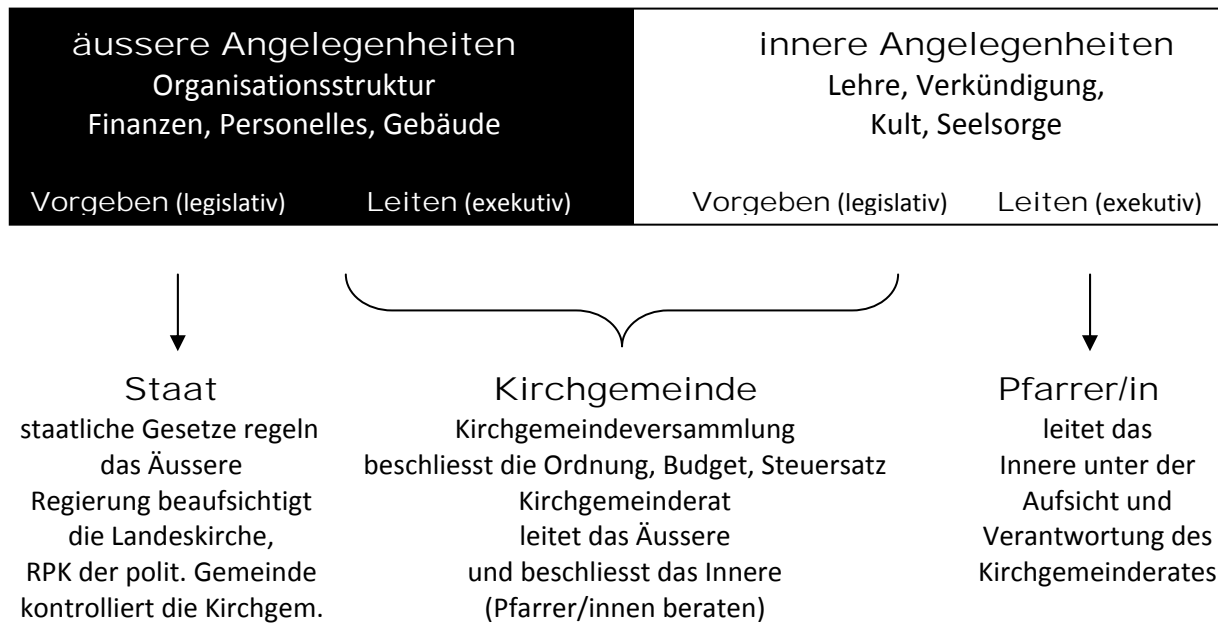 äussere Angelegenheiten
Organisationsstruktur
Finanzen, Personelles, Gebäude
Vorgeben (legislativ) Leiten (exekutiv)
innere Angelegenheiten
Lehre, Verkündigung,
Kult, Seelsorge
Vorgeben (legislativ) Leiten (exekutiv)
Staat
staatliche Gesetze regeln
das Äussere
Regierung beaufsichtigt
die Landeskirche,
RPK der polit. Gemeinde
kontrolliert die Kirchgem.
Kirchgemeinde
Kirchgemeindeversammlung
beschliesst die Ordnung, Budget, Steuersatz
Kirchgemeinderat
leitet das Äussere
und beschliesst das Innere
(Pfarrer/innen beraten)
Pfarrer/in
leitet das
Innere unter der
Aufsicht und
Verantwortung des
Kirchgemeinderates